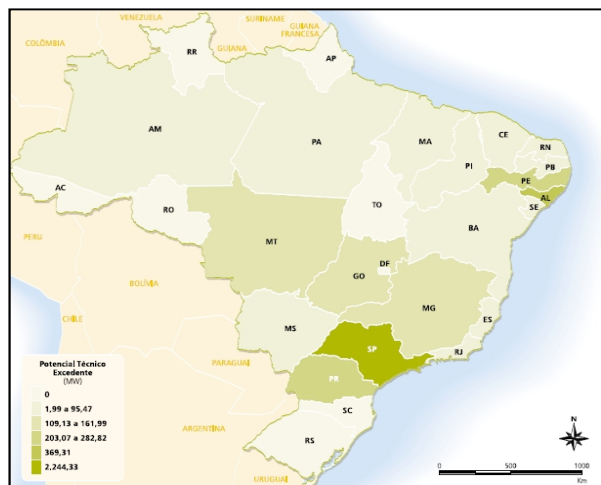 VENEZUELA
SURINAME
GUIANA
FRANCESA
COLÔMBIA
GUIANA
RR
AP
AM
PA
MA
CE
RN
PB
PI
PE
AL
SE
AC
RO
TO
BA
PERU
MT
DF
GO
BOLÍVIA
MG
ES
MS
CHILE
SP
RJ
PARAGUAI
PR
SC
RS
ARGENTINA
URUGUAI
Potencial Técnico
Excedente
(MW)
0
1,99 a 95,47
109,13 a 161,99
203,07 a 282,82
369,31
2.244,33
N
0 500 1000
Km